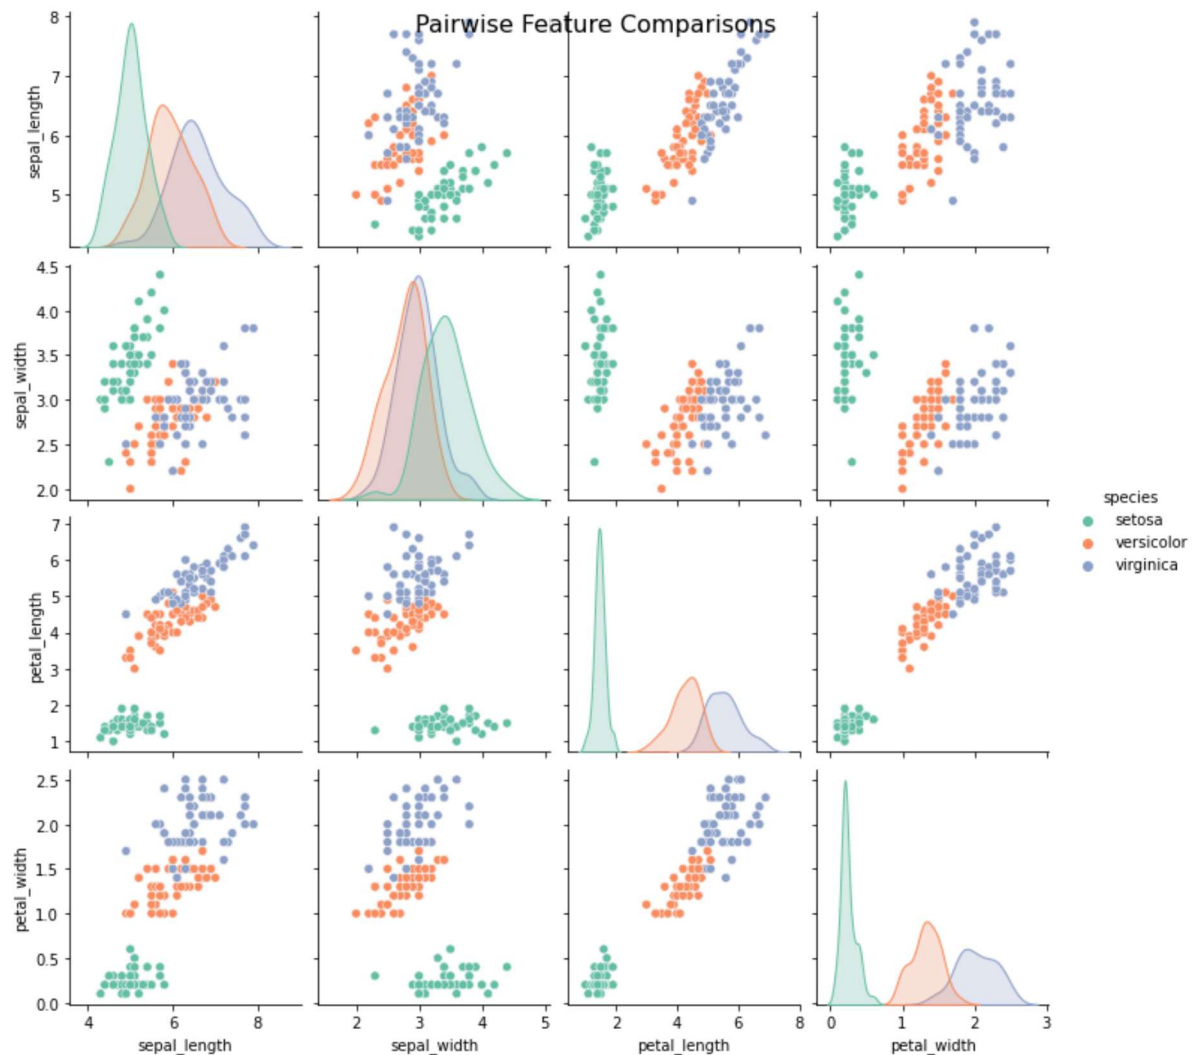 Pairwise Feature Comparisons
8
7
6
5
sepal_length
4.5
4.0
3.5
3.0
2.5
2.0
sepal_width
species
setosa
versicolor
virginica
7
6
5
4
3
2
1
petal_length
2.5
2.0
1.5
1.0
0.5
0.0
petal_width
4 6 8 2 3 4 5 2 4 6 8 0 1 2 3
sepal_length sepal_width petal_length petal_width